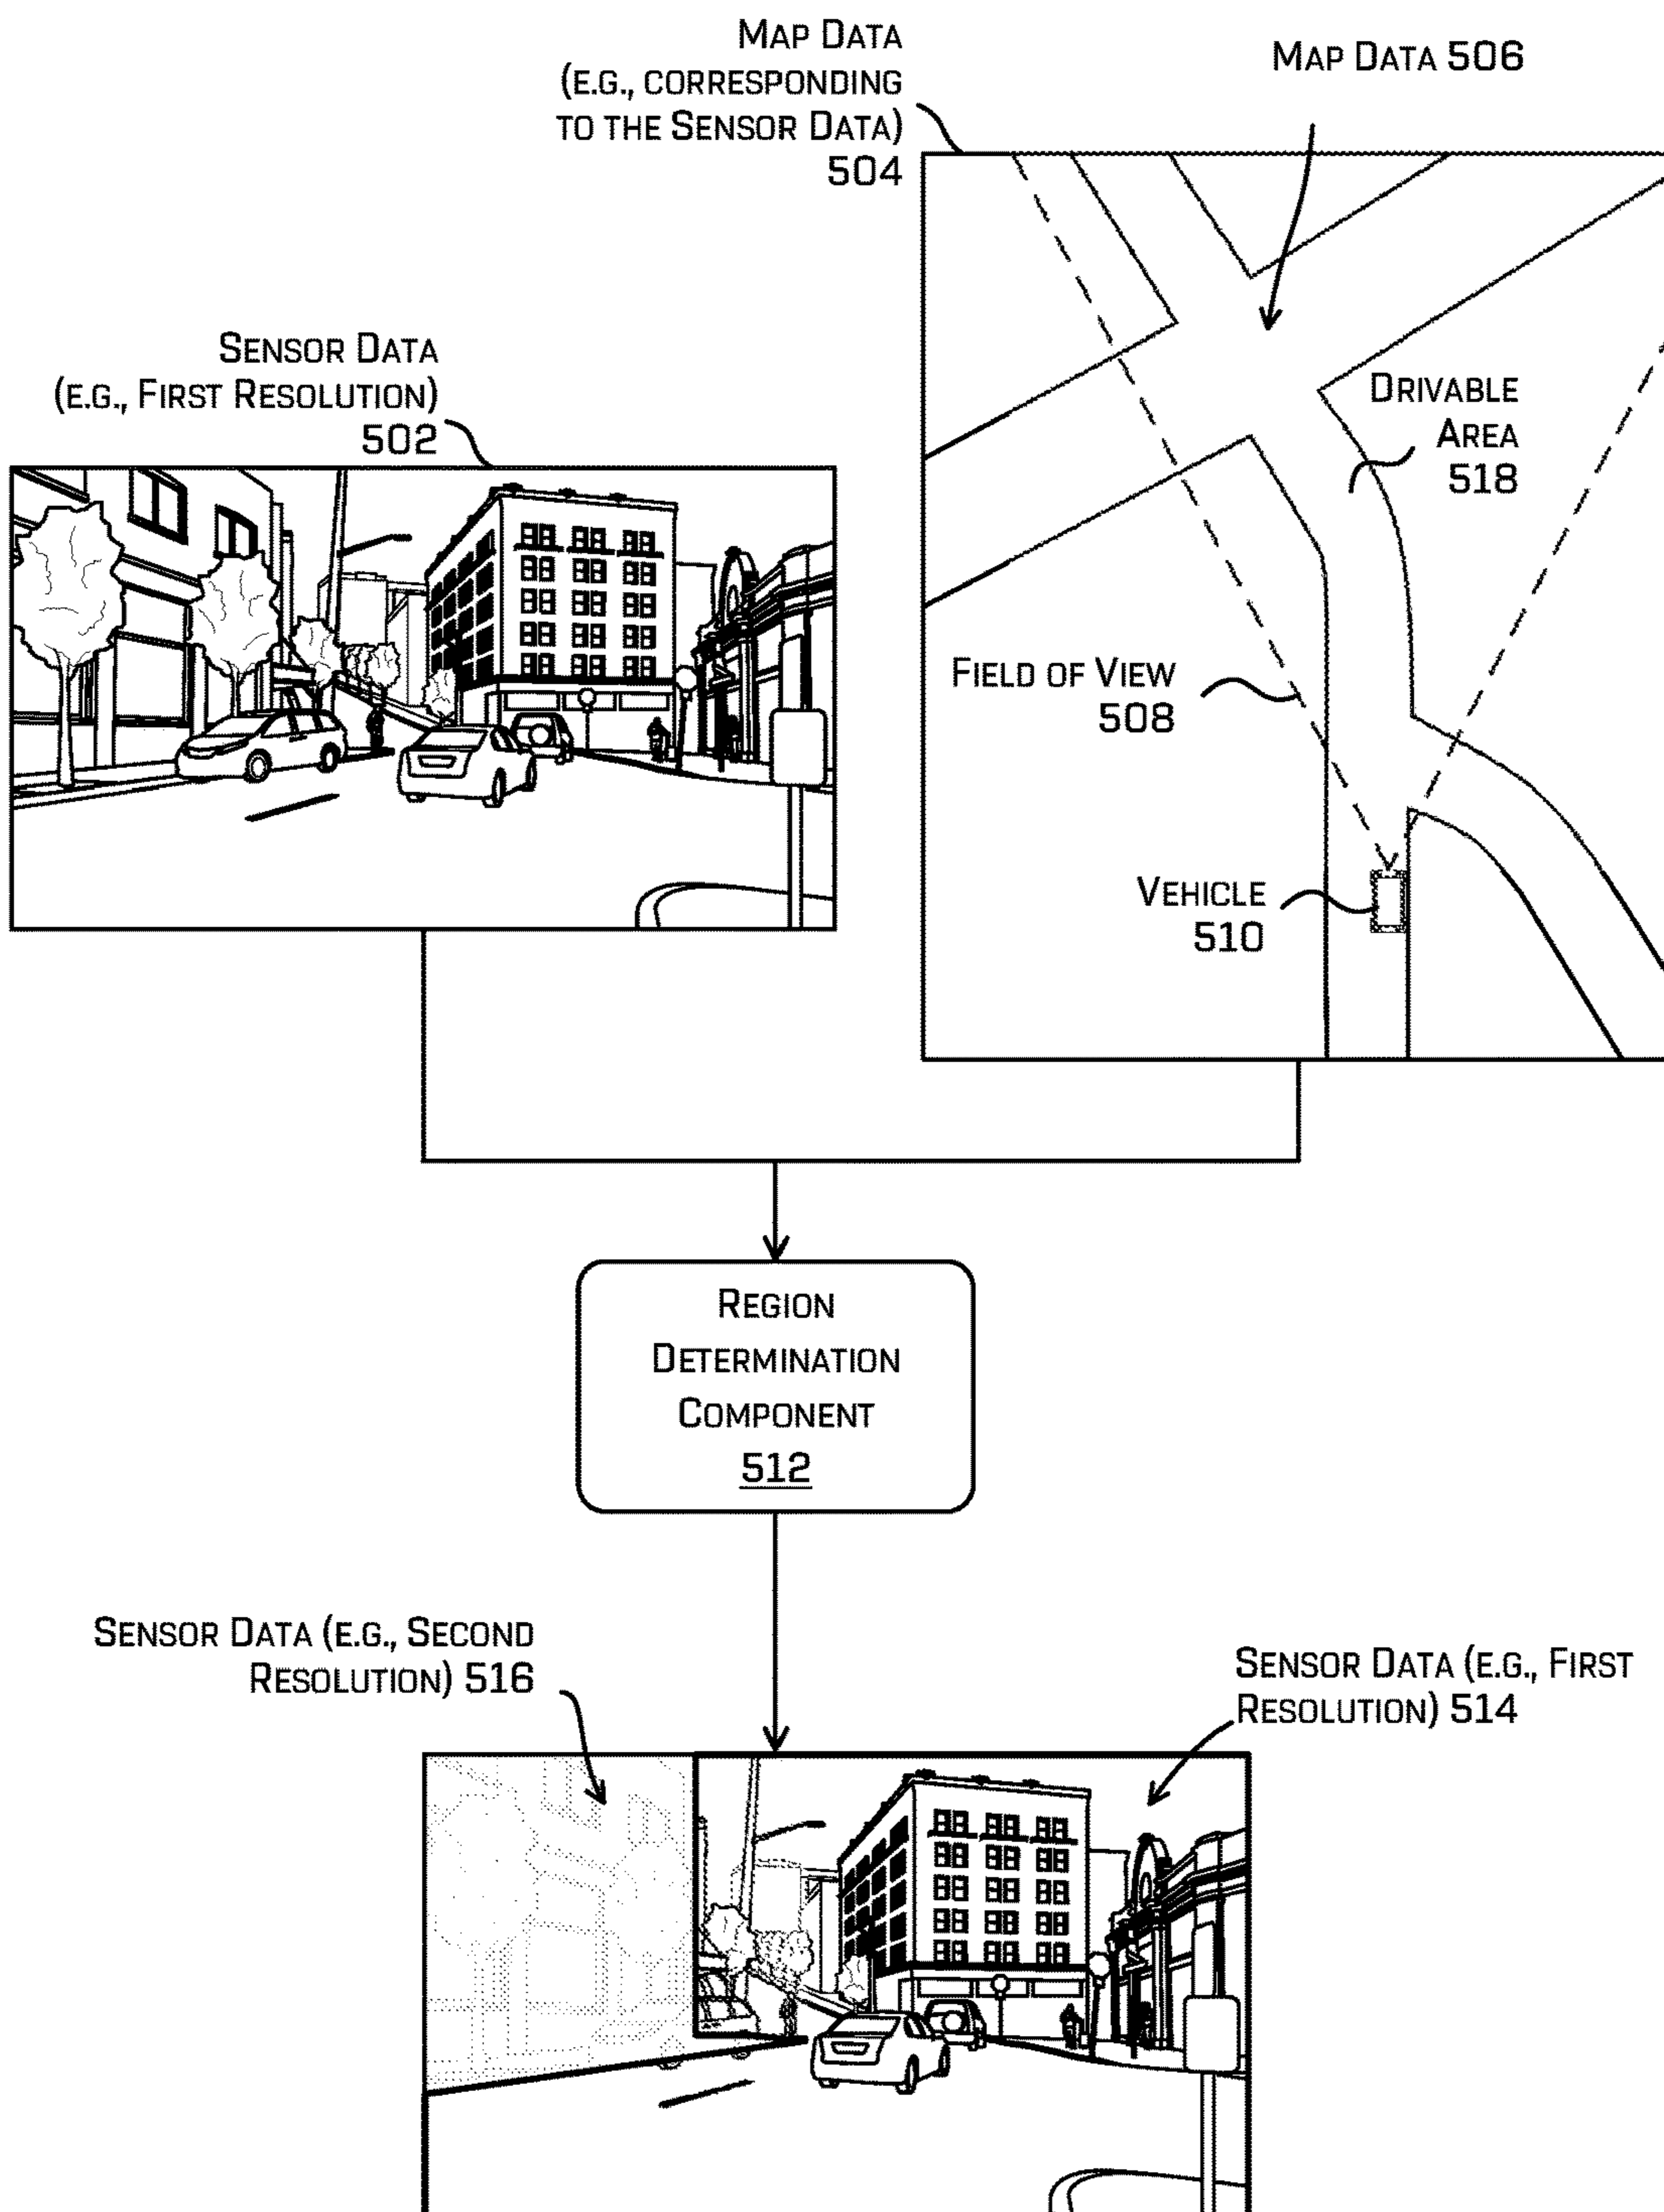 MAP DATA
(E.G., CORRESPONDING
TO THE SENSOR DATA)
504
MAP DATA 506
SENSOR DATA
(E.G., FIRST RESOLUTION)
502
DRIVABLE
AREA
518
FIELD OF VIEW
508
VEHICLE
510
REGION
DETERMINATION
COMPONENT
512
SENSOR DATA (E.G., SECOND
RESOLUTION) 516
SENSOR DATA (E.G., FIRST
RESOLUTION) 514